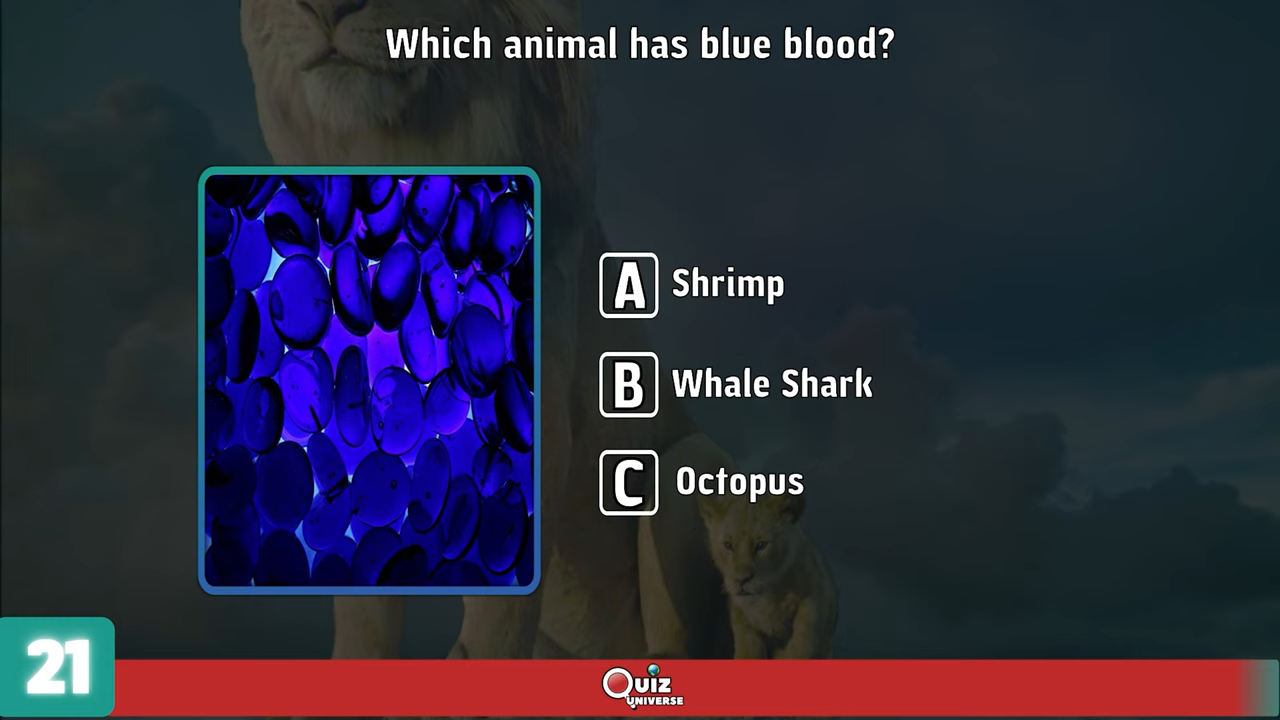 Which animal has blue blood?
A Shrimp
B Whale Shark
C Octopus
21
QUIZ
UNIVERSE